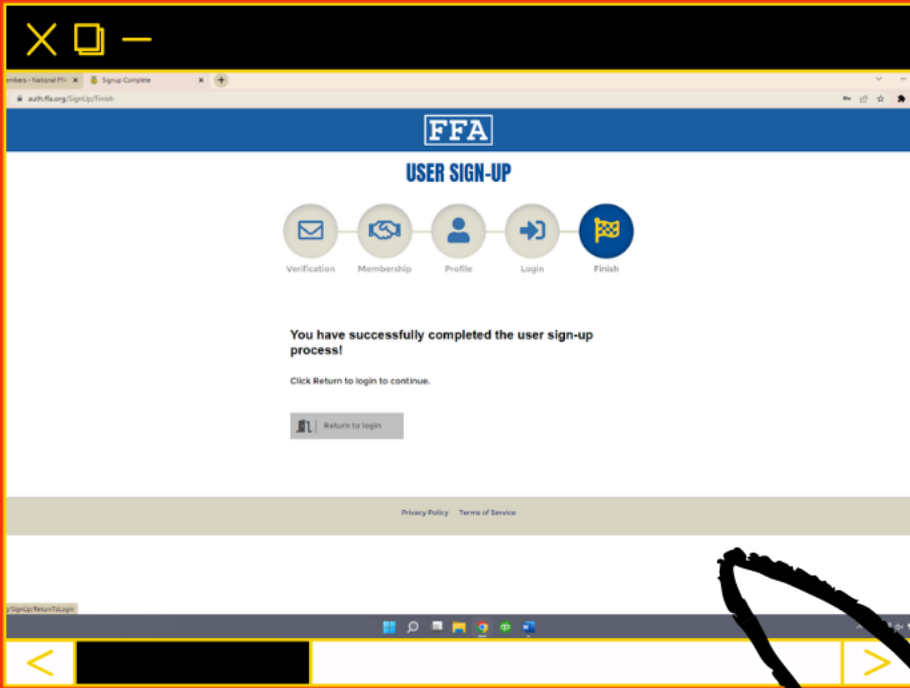 Signup Complete
auth.ffa.org/SignUp/Finish
FFA
USER SIGN-UP
Verification Membership Profile Login Finish
You have successfully completed the user sign-up
process!
Click Return to login to continue.
Return to login
Privacy Policy Terms of Service
/SignUp/ReturnToLogin